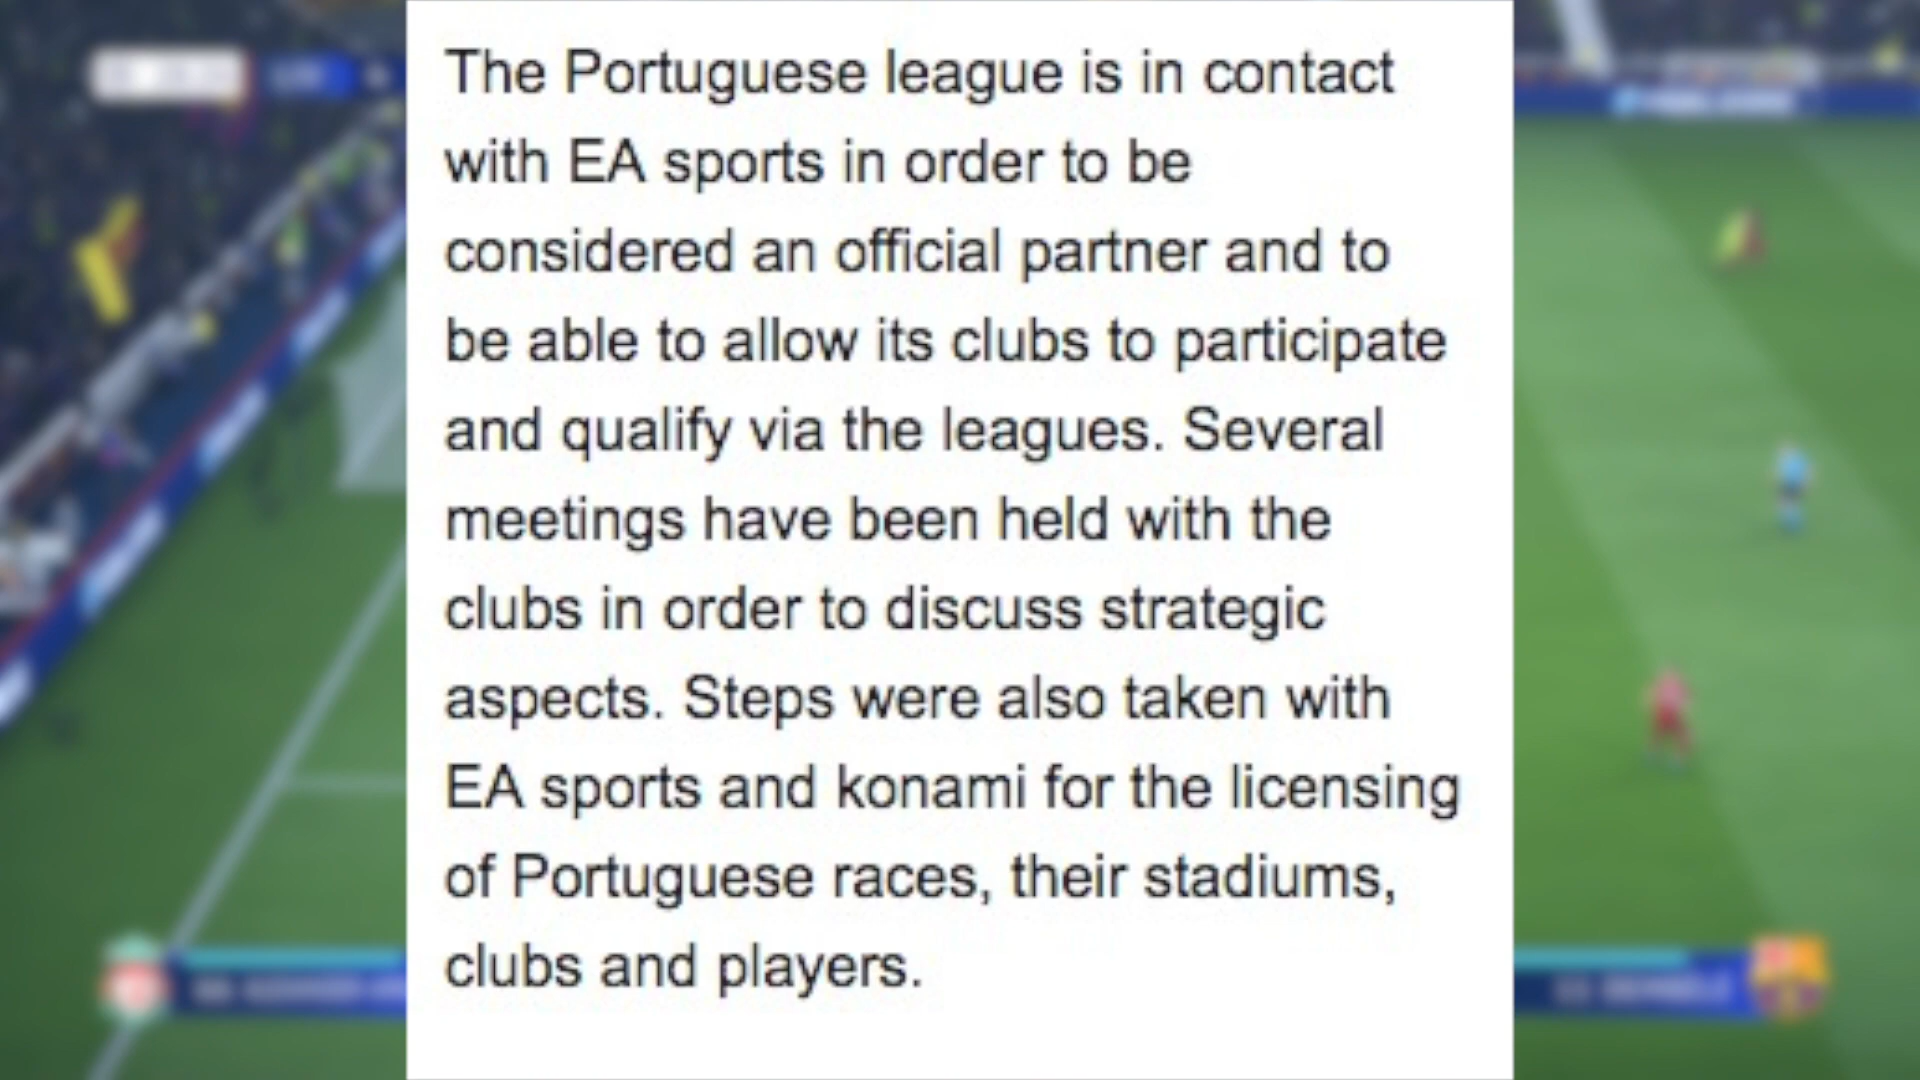 The Portuguese league is in contact
with EA sports in order to be
considered an official partner and to
be able to allow its clubs to participate
and qualify via the leagues. Several
meetings have been held with the
clubs in order to discuss strategic
aspects. Steps were also taken with
EA sports and konami for the licensing
of Portuguese races, their stadiums,
clubs and players.